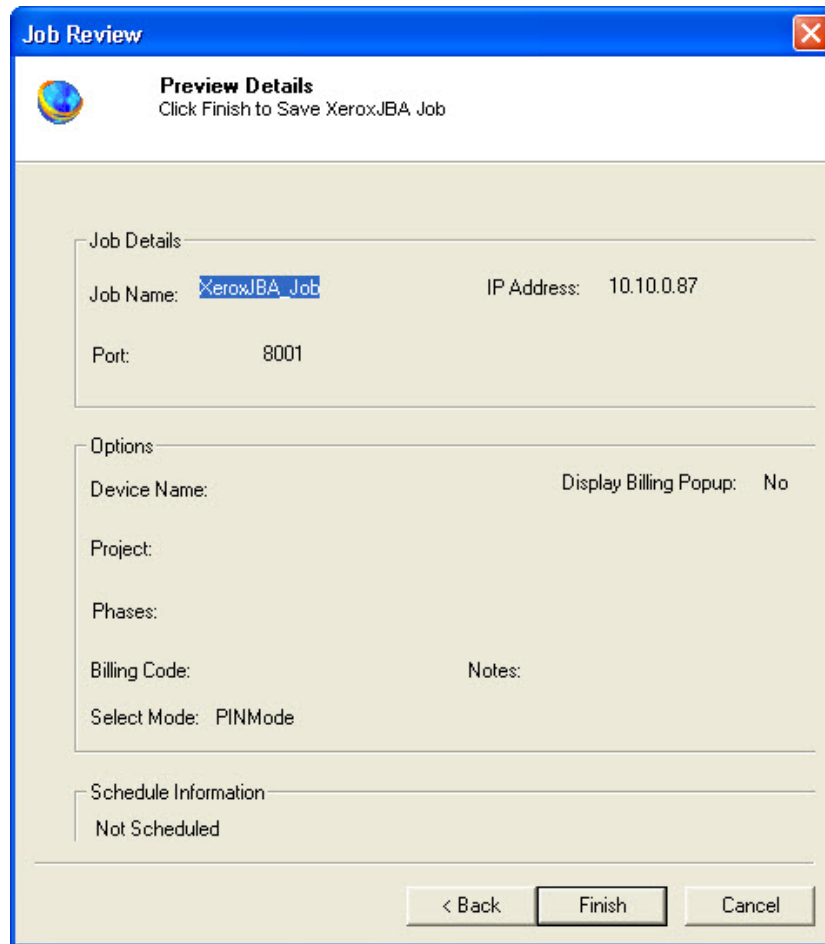 Job Review
Preview Details
Click Finish to Save XeroxJBA Job
Job Details
Job Name: XeroxJBA_Job IP Address: 10.10.0.87
Port: 8001
Options
Device Name: Display Billing Popup: No
Project:
Phases:
Billing Code: Notes:
Select Mode: PINMode
Schedule Information
Not Scheduled
< Back Finish Cancel